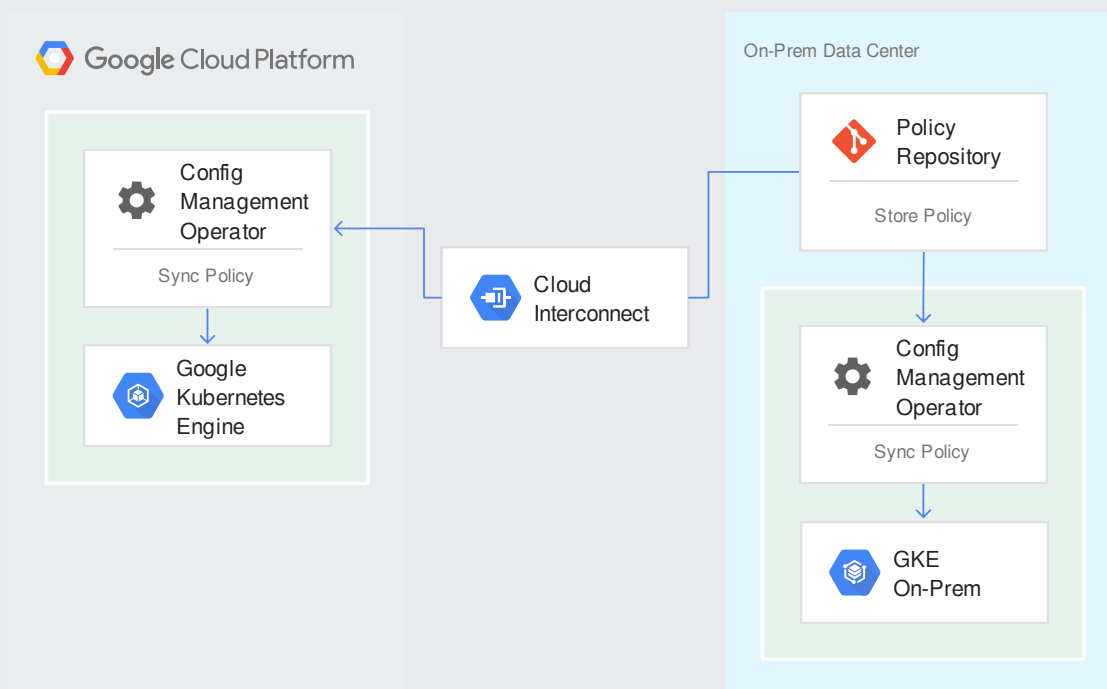 Google Cloud Platform
Config
Management
Operator
Sync Policy
Google
Kubernetes
Engine
Cloud
Interconnect
On-Prem Data Center
Policy
Repository
Store Policy
Config
Management
Operator
Sync Policy
GKE
On-Prem